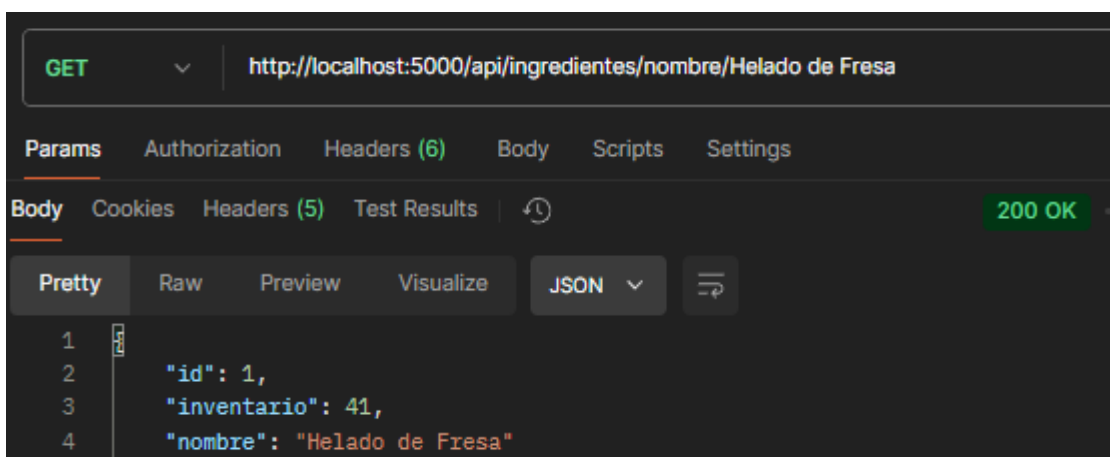 GET http://localhost:5000/api/ingredientes/nombre/Helado de Fresa
Params Authorization Headers (6) Body Scripts Settings
Body Cookies Headers (5) Test Results 200 OK
Pretty Raw Preview Visualize JSON
1 {
2 "id": 1,
3 "inventario": 41,
4 "nombre": "Helado de Fresa"